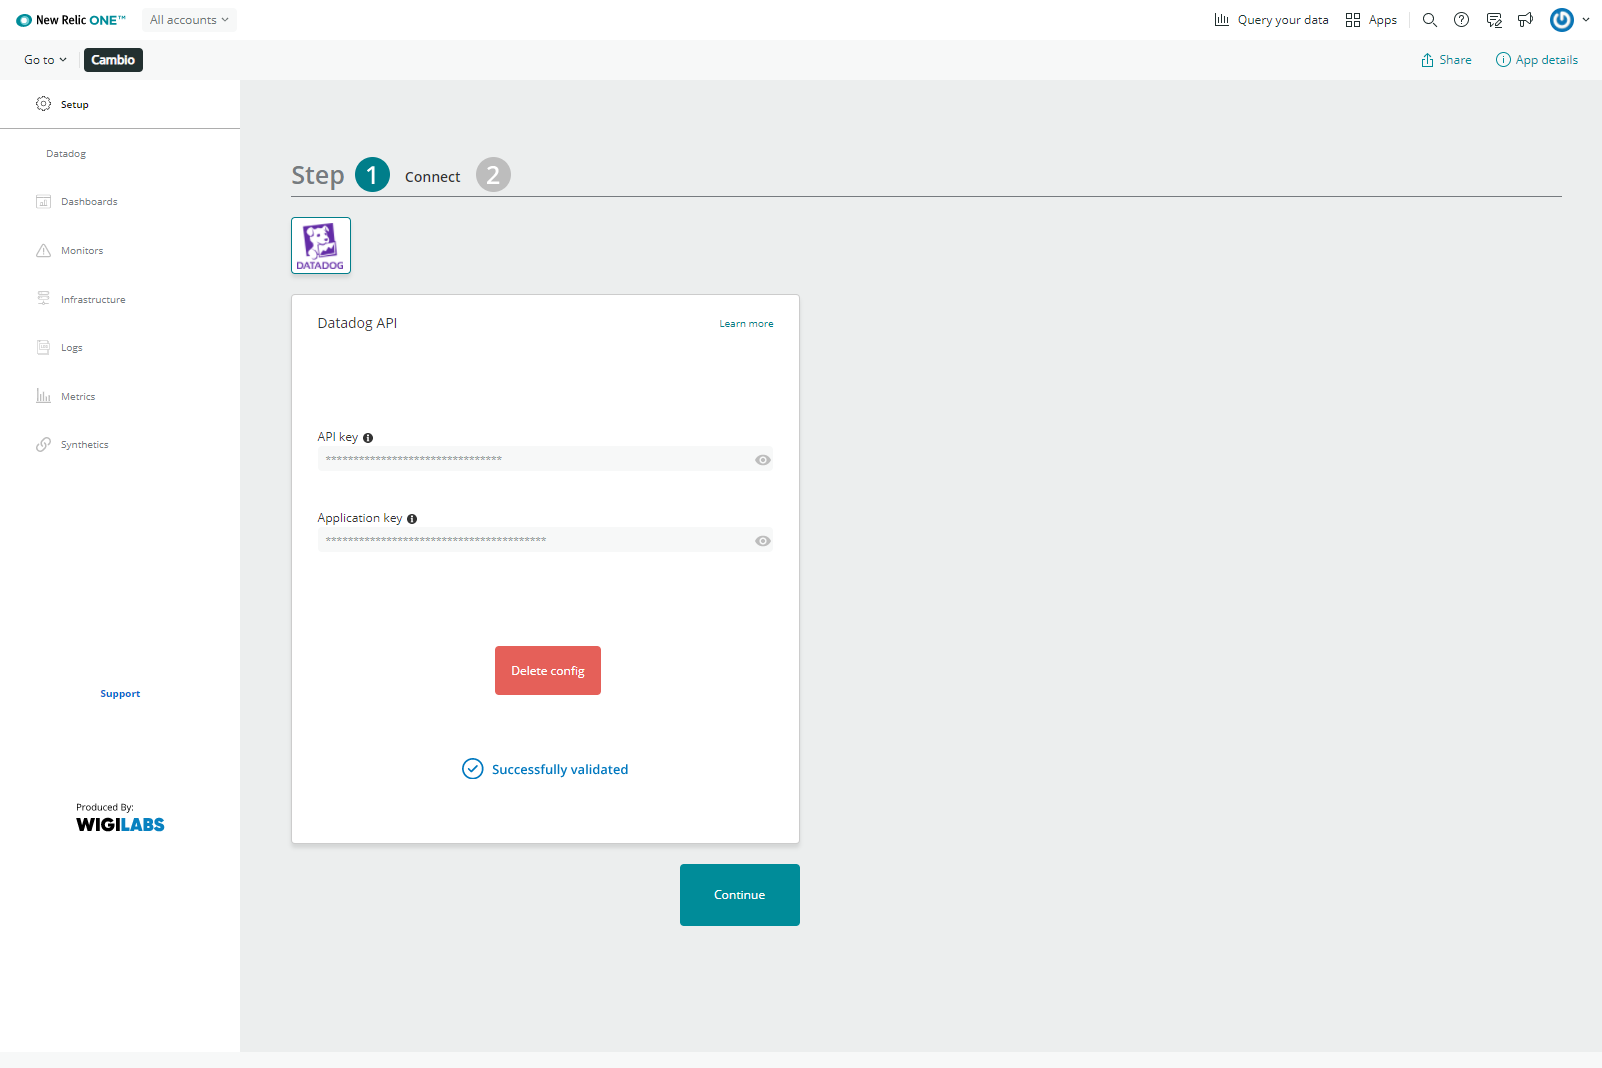 New Relic ONE™ All accounts Query your data Apps
Go to Cambio Share App details
Setup
Datadog
Dashboards
Monitors
Infrastructure
Logs
Metrics
Synthetics
Support
Produced By:
WIGILABS
Step 1 Connect 2
DATADOG
Datadog API Learn more
API key
********************************
Application key
****************************************
Delete config
Successfully validated
Continue